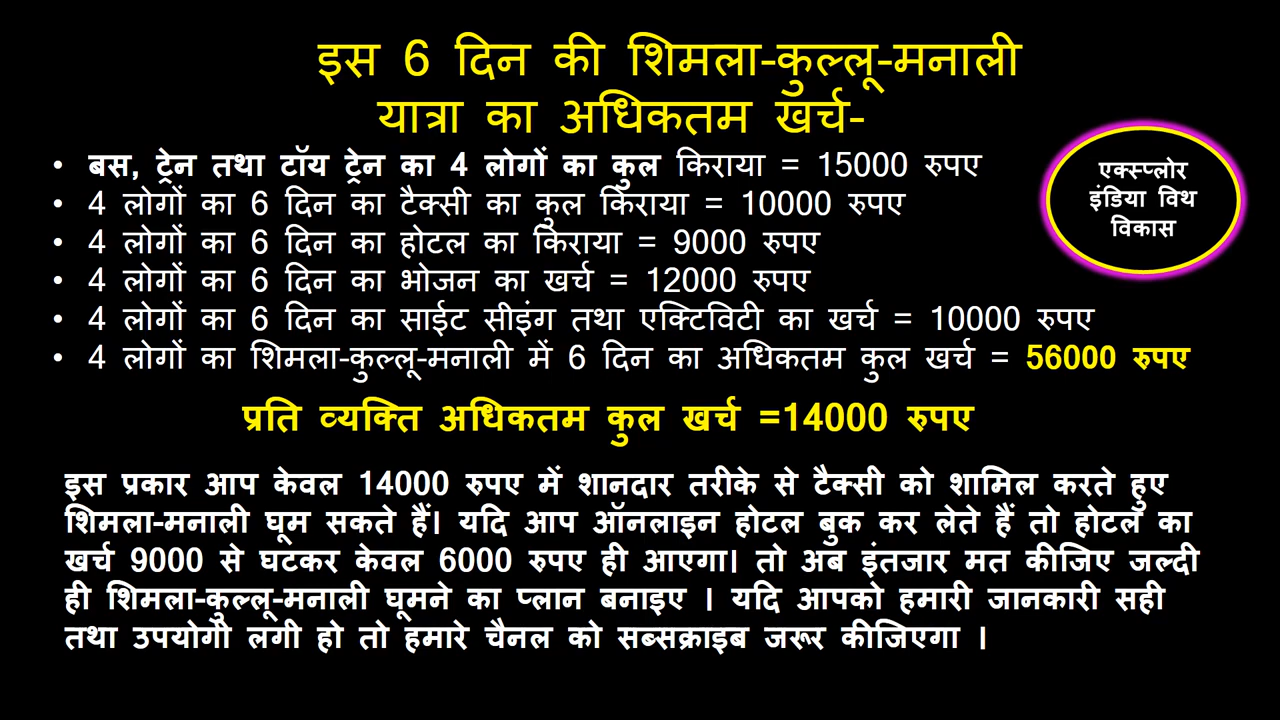 इस 6 दिन की शिमला-कुल्लू-मनाली
यात्रा का अधिकतम खर्च-
• बस, ट्रेन तथा टॉय ट्रेन का 4 लोगों का कुल किराया = 15000 रुपए
• 4 लोगों का 6 दिन का टैक्सी का कुल किराया = 10000 रुपए
• 4 लोगों का 6 दिन का होटल का किराया = 9000 रुपए
• 4 लोगों का 6 दिन का भोजन का खर्च = 12000 रुपए
• 4 लोगों का 6 दिन का साईट सीइंग तथा एक्टिविटी का खर्च = 10000 रुपए
• 4 लोगों का शिमला-कुल्लू-मनाली में 6 दिन का अधिकतम कुल खर्च = 56000 रुपए
एक्स्प्लोर
इंडिया विथ
विकास
प्रति व्यक्ति अधिकतम कुल खर्च =14000 रुपए
इस प्रकार आप केवल 14000 रुपए में शानदार तरीके से टैक्सी को शामिल करते हुए
शिमला-मनाली घूम सकते हैं। यदि आप ऑनलाइन होटल बुक कर लेते हैं तो होटल का
खर्च 9000 से घटकर केवल 6000 रुपए ही आएगा। तो अब इंतजार मत कीजिए जल्दी
ही शिमला-कुल्लू-मनाली घूमने का प्लान बनाइए । यदि आपको हमारी जानकारी सही
तथा उपयोगी लगी हो तो हमारे चैनल को सब्सक्राइब जरूर कीजिएगा ।